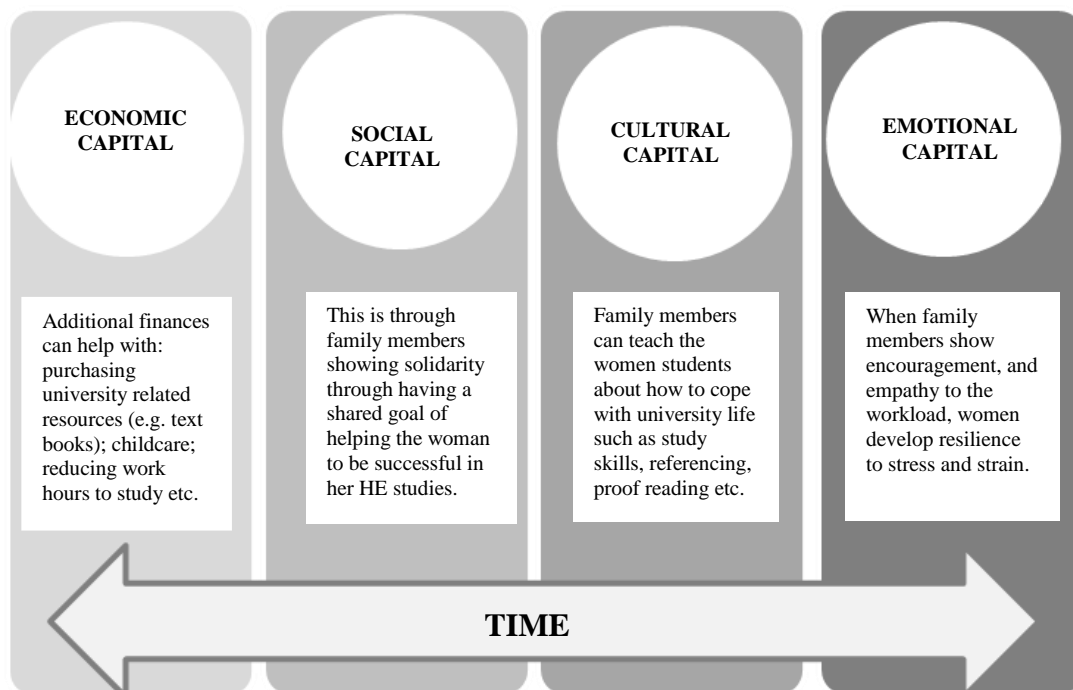 ECONOMIC
CAPITAL
Additional finances
can help with:
purchasing
university related
resources (e.g. text
books); childcare;
reducing work
hours to study etc.
SOCIAL
CAPITAL
This is through
family members
showing solidarity
through having a
shared goal of
helping the woman
to be successful in
her HE studies.
CULTURAL
CAPITAL
Family members
can teach the
women students
about how to cope
with university life
such as study
skills, referencing,
proof reading etc.
EMOTIONAL
CAPITAL
When family
members show
encouragement, and
empathy to the
workload, women
develop resilience
to stress and strain.
TIME